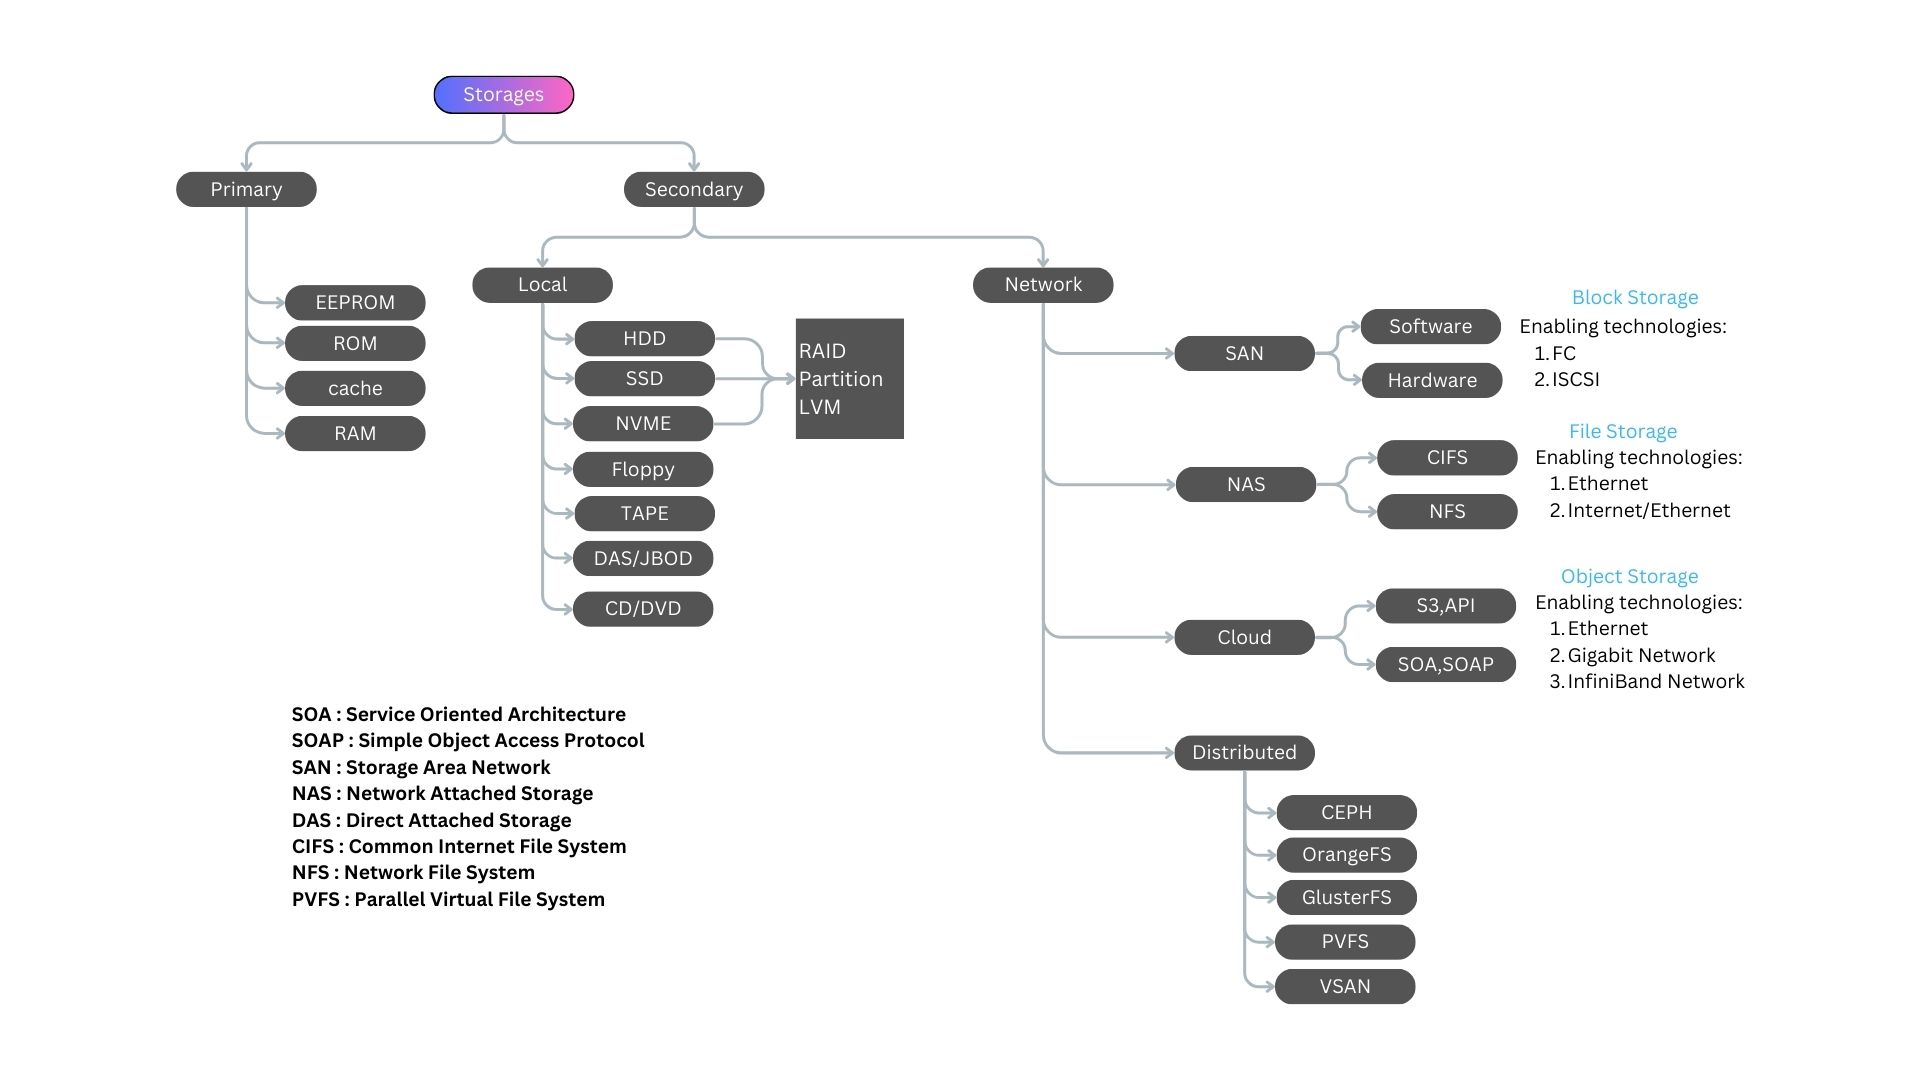 Storages
Primary
Secondary
EEPROM
ROM
cache
RAM
Local
Network
HDD
SSD
NVME
Floppy
TAPE
DAS/JBOD
CD/DVD
RAID
Partition
LVM
SAN
Software
Hardware
Block Storage
Enabling technologies:
1. FC
2. ISCSI
NAS
CIFS
NFS
File Storage
Enabling technologies:
1. Ethernet
2. Internet/Ethernet
Cloud
S3,API
SOA,SOAP
Object Storage
Enabling technologies:
1. Ethernet
2. Gigabit Network
3. InfiniBand Network
Distributed
CEPH
OrangeFS
GlusterFS
PVFS
VSAN
SOA : Service Oriented Architecture
SOAP : Simple Object Access Protocol
SAN : Storage Area Network
NAS : Network Attached Storage
DAS : Direct Attached Storage
CIFS : Common Internet File System
NFS : Network File System
PVFS : Parallel Virtual File System